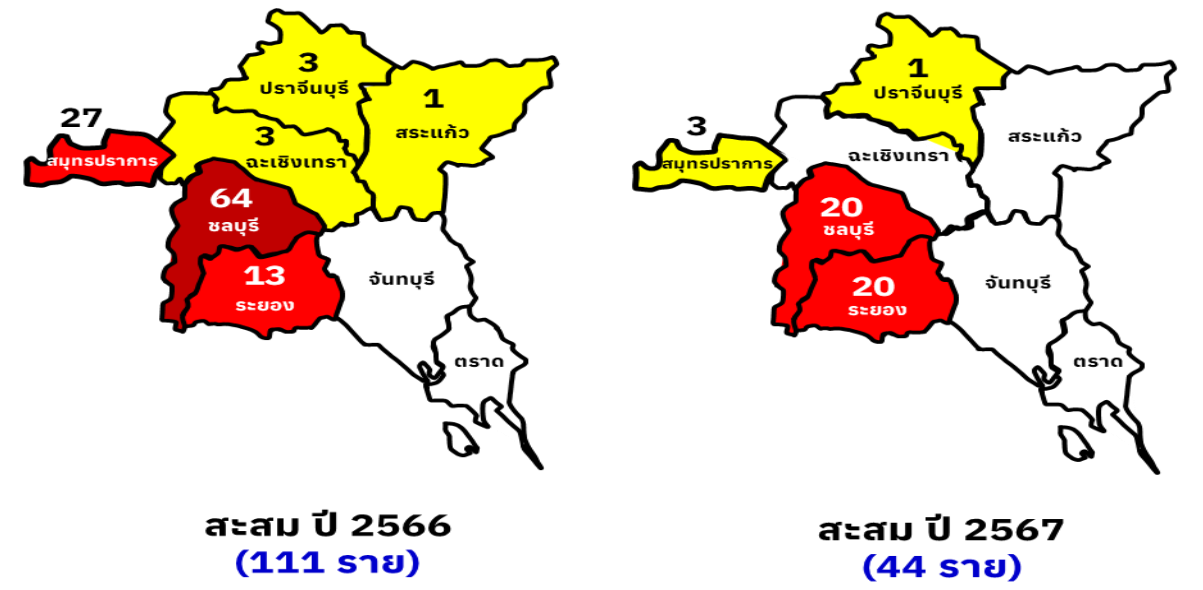 3
ปราจีนบุรี
1
สระแก้ว
27
สมุทรปราการ
3
ฉะเชิงเทรา
64
ชลบุรี
13
ระยอง
จันทบุรี
ตราด
สะสม ปี 2566
(111 ราย)
1
ปราจีนบุรี
สระแก้ว
3
สมุทรปราการ
ฉะเชิงเทรา
20
ชลบุรี
20
ระยอง
จันทบุรี
ตราด
สะสม ปี 2567
(44 ราย)